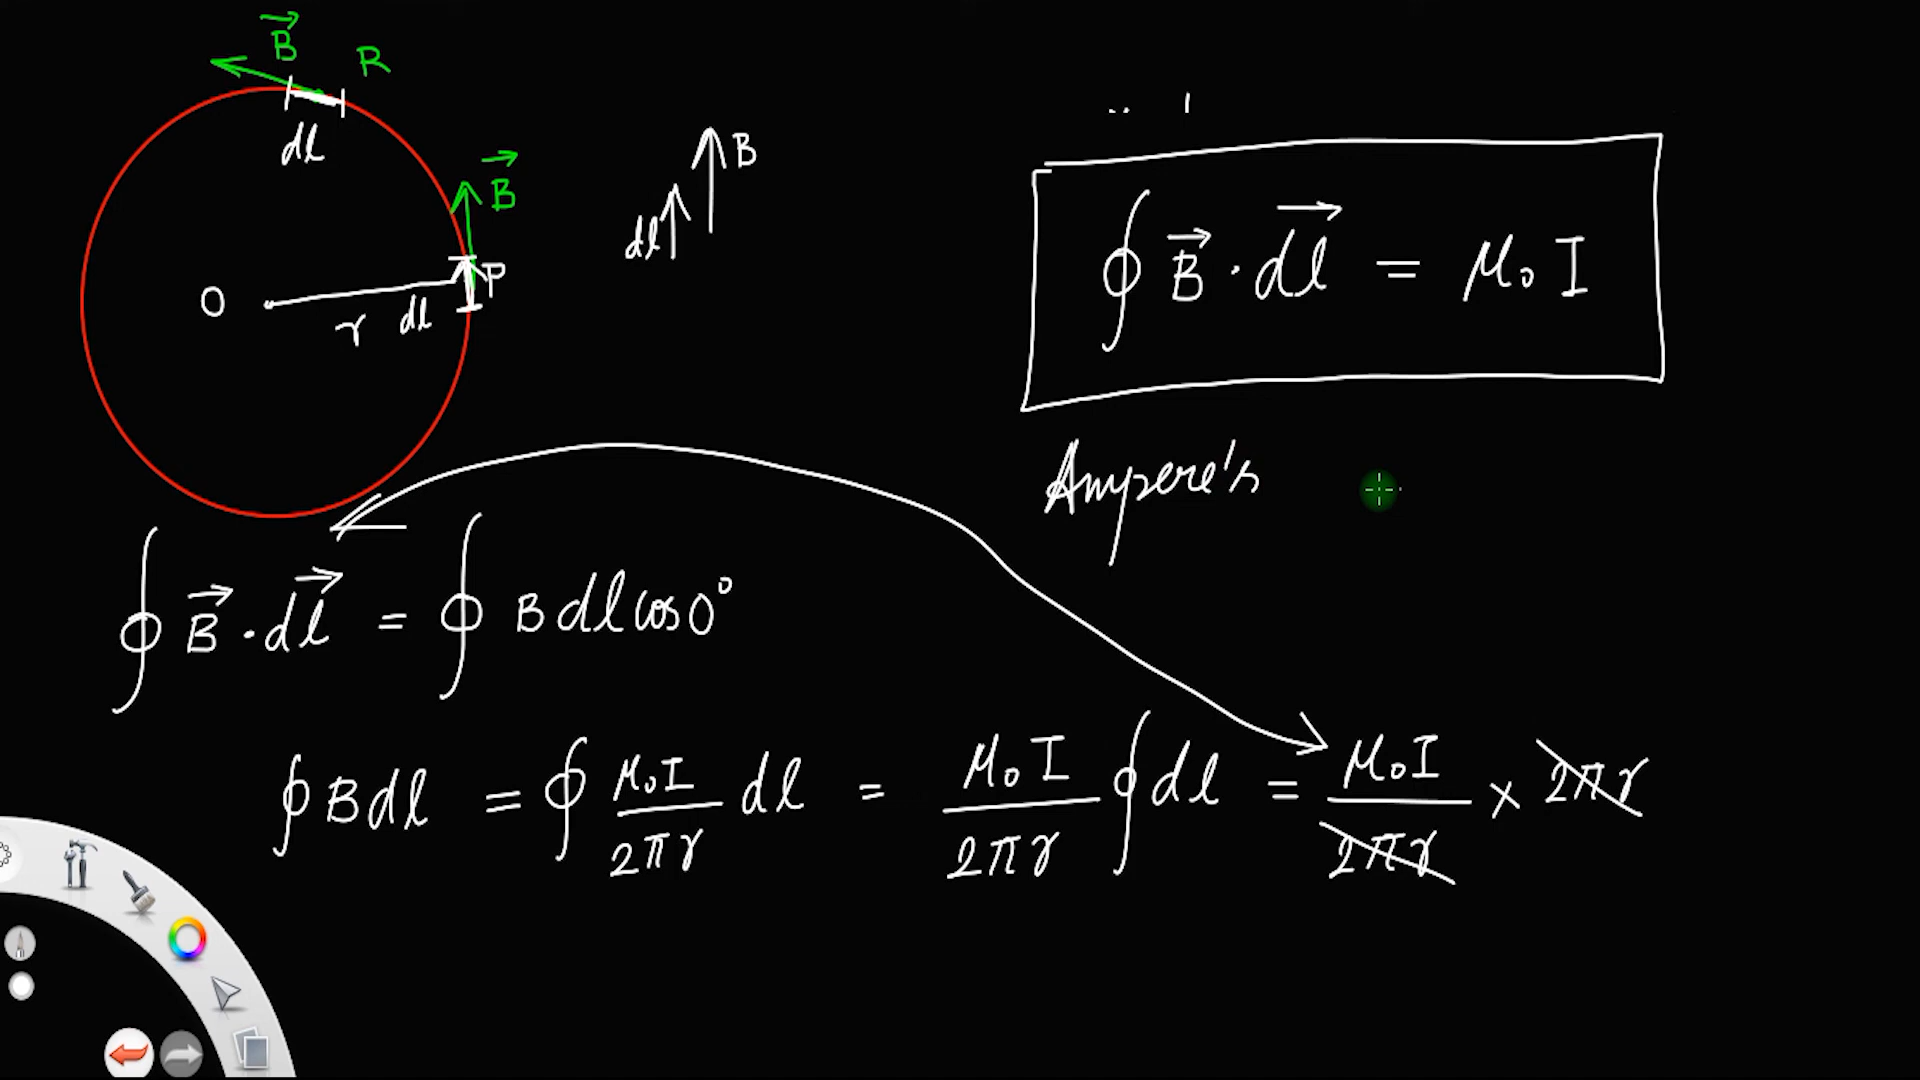 B⃗ R
dl
B⃗
P
O
r dl
dl B
∮ B⃗ · dl⃗ = μ₀ I
Ampere's
∮ B⃗ · dl⃗ = ∮ B dl cos 0°
∮ B dl = ∮ μ₀I / 2πr dl = μ₀ I / 2πr ∮ dl = μ₀I / 2πr × 2πr